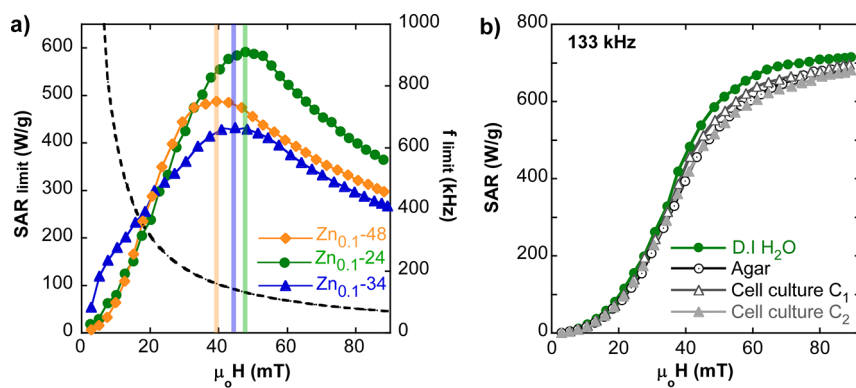 a)
600
500
400
300
200
100
0
SAR limit (W/g)
1000
800
600
400
200
0
f limit (kHz)
Zn0.1-48
Zn0.1-24
Zn0.1-34
0 20 40 60 80
μoH (mT)
b)
133 kHz
800
600
400
200
0
SAR (W/g)
D.I H2O
Agar
Cell culture C1
Cell culture C2
0 20 40 60 80
μoH (mT)